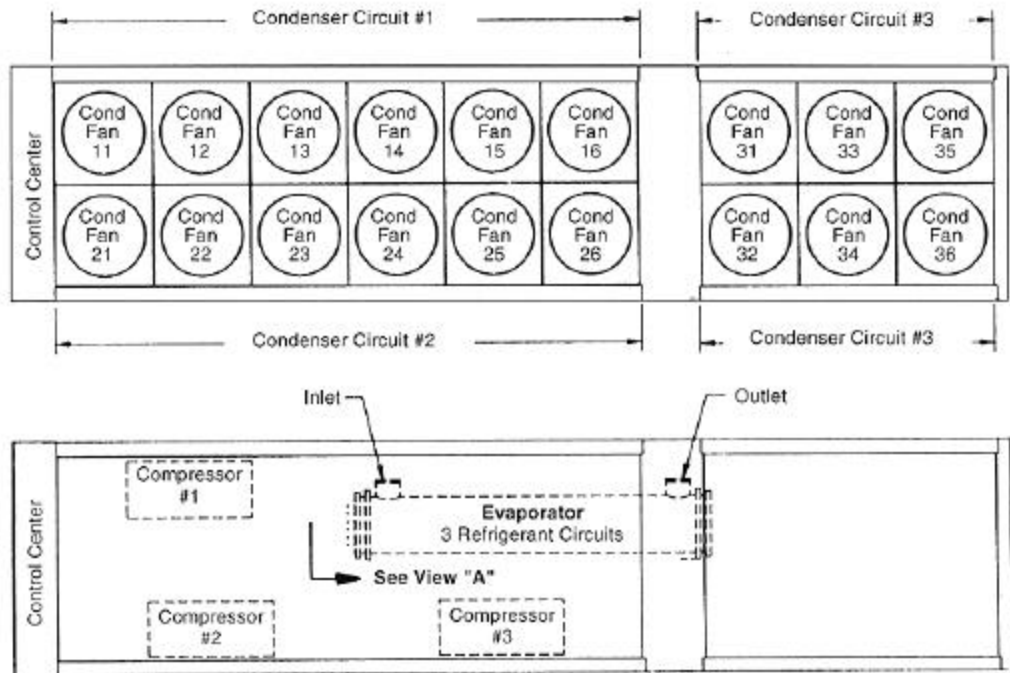 Condenser Circuit #1
Condenser Circuit #3
Control Center
Cond
Fan
11
Cond
Fan
12
Cond
Fan
13
Cond
Fan
14
Cond
Fan
15
Cond
Fan
16
Cond
Fan
31
Cond
Fan
33
Cond
Fan
35
Cond
Fan
21
Cond
Fan
22
Cond
Fan
23
Cond
Fan
24
Cond
Fan
25
Cond
Fan
26
Cond
Fan
32
Cond
Fan
34
Cond
Fan
36
Condenser Circuit #2
Condenser Circuit #3
Inlet
Outlet
Control Center
Compressor
#1
Evaporator
3 Refrigerant Circuits
See View "A"
Compressor
#2
Compressor
#3